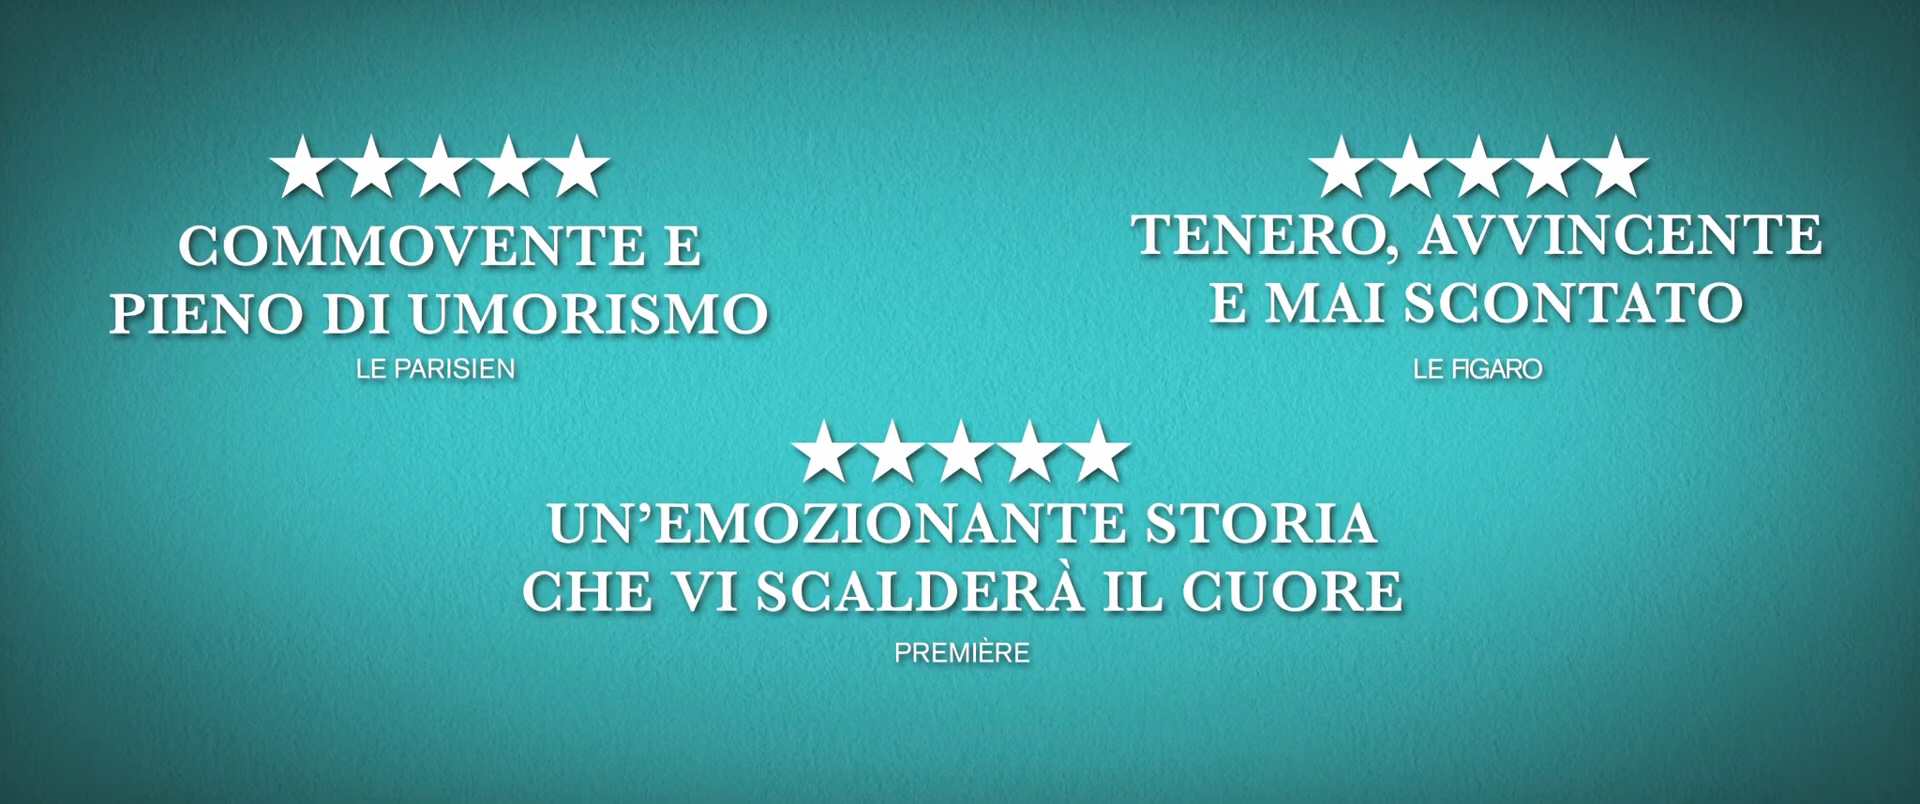 COMMOVENTE E
PIENO DI UMORISMO
LE PARISIEN
TENERO, AVVINCENTE
E MAI SCONTATO
LE FIGARO
UN’EMOZIONANTE STORIA
CHE VI SCALDERÀ IL CUORE
PREMIÈRE